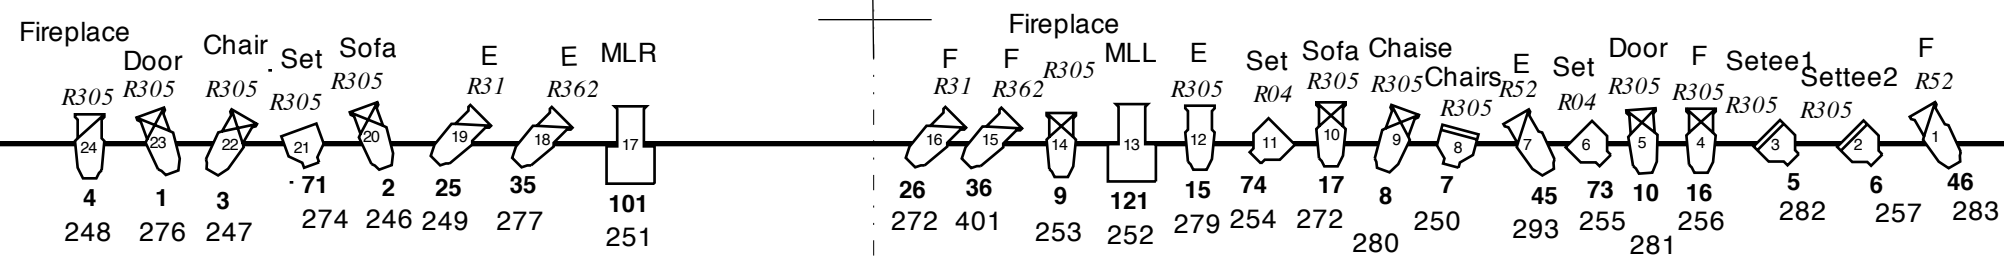 Fireplace Door Chair Set Sofa E E MLR F F Fireplace MLL E Set Sofa Chaise Chairs E Set Door F Setee1 Settee2 F
R305 R305 R305 R305 R305 R31 R362 R31 R362 R305 R305 R04 R305 R305 R305 R52 R04 R305 R305 R305 R305 R52
24 23 22 21 20 19 18 17 16 15 14 13 12 11 10 9 8 7 6 5 4 3 2 1
4 1 3 71 2 25 35 101 26 36 9 121 15 74 17 8 7 45 73 10 16 5 6 46
248 276 247 274 246 249 277 251 272 401 253 252 279 254 272 280 250 293 255 281 256 282 257 283